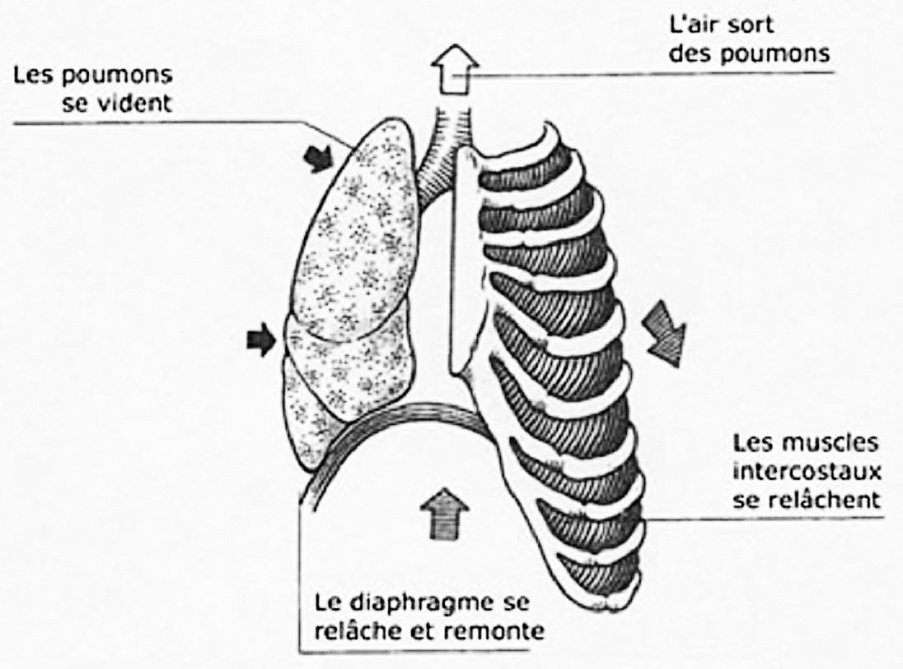 L'air sort
des poumons
Les poumons
se vident
Les muscles
intercostaux
se relâchent
Le diaphragme se
relâche et remonte